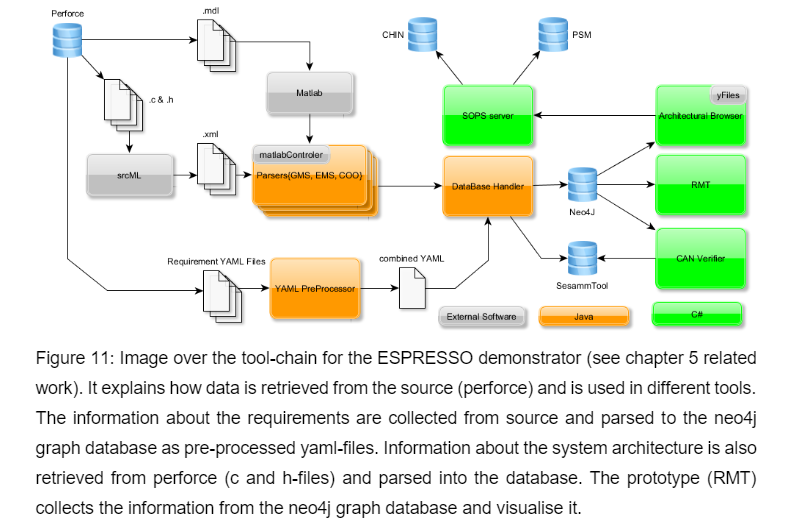 Perforce
.mdl
CHIN
PSM
.c & .h
Matlab
yFiles
SOPS server
Architectural Browser
.xml
matlabControler
srcML
Parsers{GMS, EMS, COO}
DataBase Handler
RMT
Neo4J
Requirement YAML Files
combined YAML
CAN Verifier
SesammTool
YAML PreProcessor
External Software
Java
C#
Figure 11: Image over the tool-chain for the ESPRESSO demonstrator (see chapter 5 related
work). It explains how data is retrieved from the source (perforce) and is used in different tools.
The information about the requirements are collected from source and parsed to the neo4j
graph database as pre-processed yaml-files. Information about the system architecture is also
retrieved from perforce (c and h-files) and parsed into the database. The prototype (RMT)
collects the information from the neo4j graph database and visualise it.